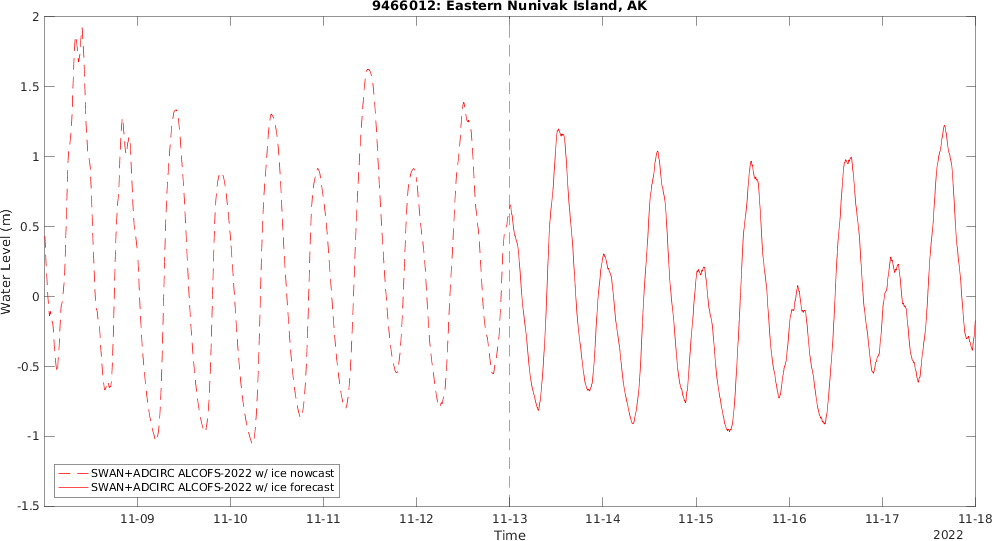 9466012: Eastern Nunivak Island, AK
2
1.5
1
0.5
0
-0.5
-1
-1.5
Water Level (m)
SWAN+ADCIRC ALCOFS-2022 w/ ice nowcast
SWAN+ADCIRC ALCOFS-2022 w/ ice forecast
11-09 11-10 11-11 11-12 11-13 11-14 11-15 11-16 11-17 11-18
Time
2022